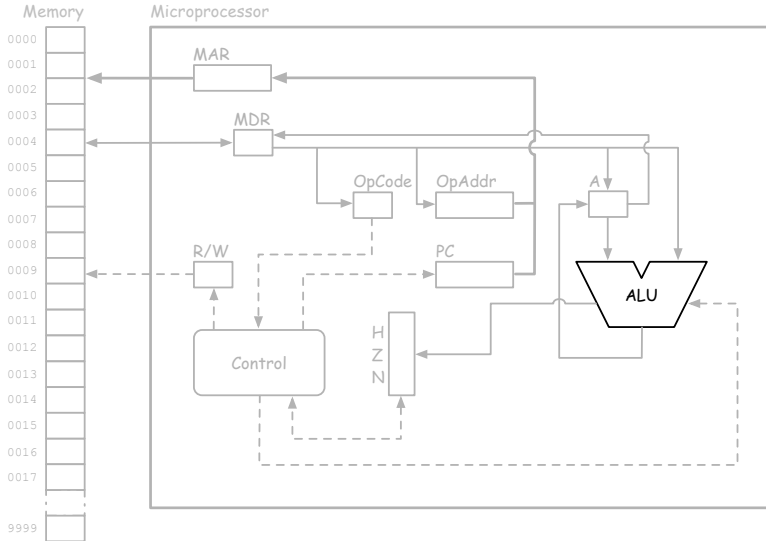 Memory
Microprocessor
0000
0001
0002
0003
0004
0005
0006
0007
0008
0009
0010
0011
0012
0013
0014
0015
0016
0017
9999
MAR
MDR
OpCode
OpAddr
A
R/W
PC
ALU
H
Z
N
Control